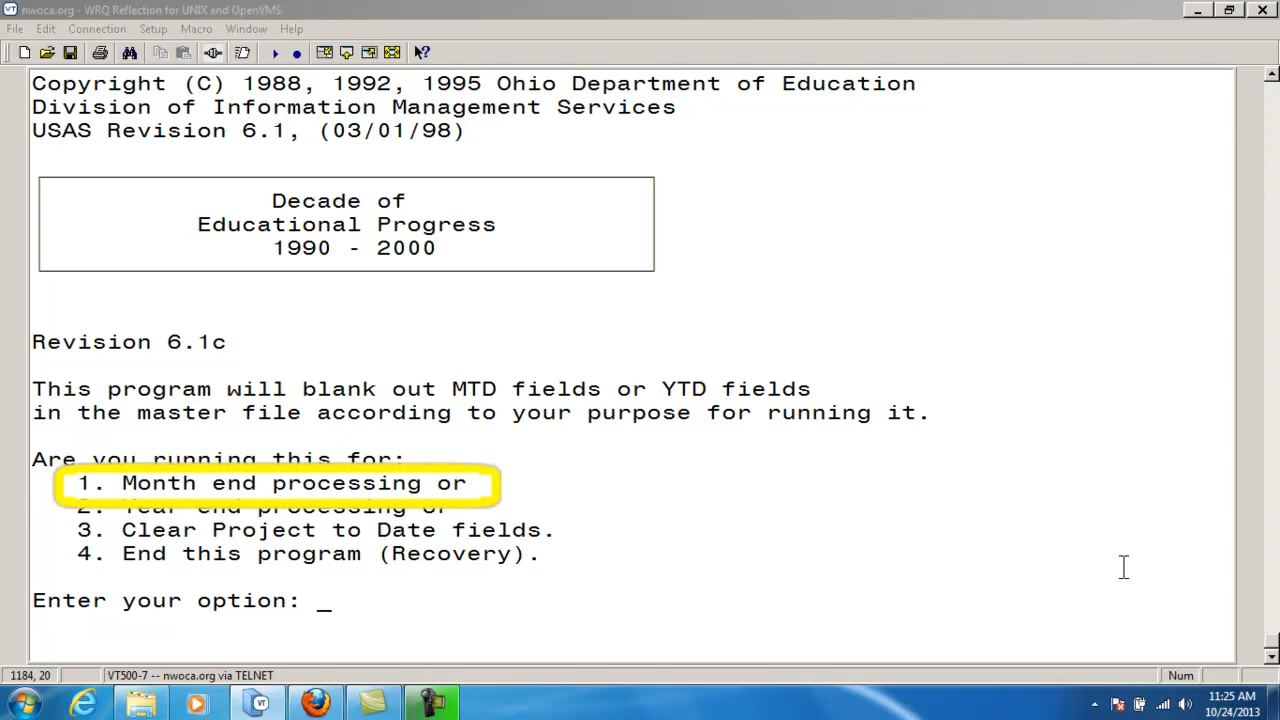 nwoca.org - WRQ Reflection for UNIX and OpenVMS
File Edit Connection Setup Macro Window Help
Copyright (C) 1988, 1992, 1995 Ohio Department of Education
Division of Information Management Services
USAS Revision 6.1, (03/01/98)
Decade of
Educational Progress
1990 - 2000
Revision 6.1c
This program will blank out MTD fields or YTD fields
in the master file according to your purpose for running it.
Are you running this for:
1. Month end processing or
2. Year end processing or
3. Clear Project to Date fields.
4. End this program (Recovery).
Enter your option: _
1184, 20 VT500-7 -- nwoca.org via TELNET Num
11:25 AM
10/24/2013